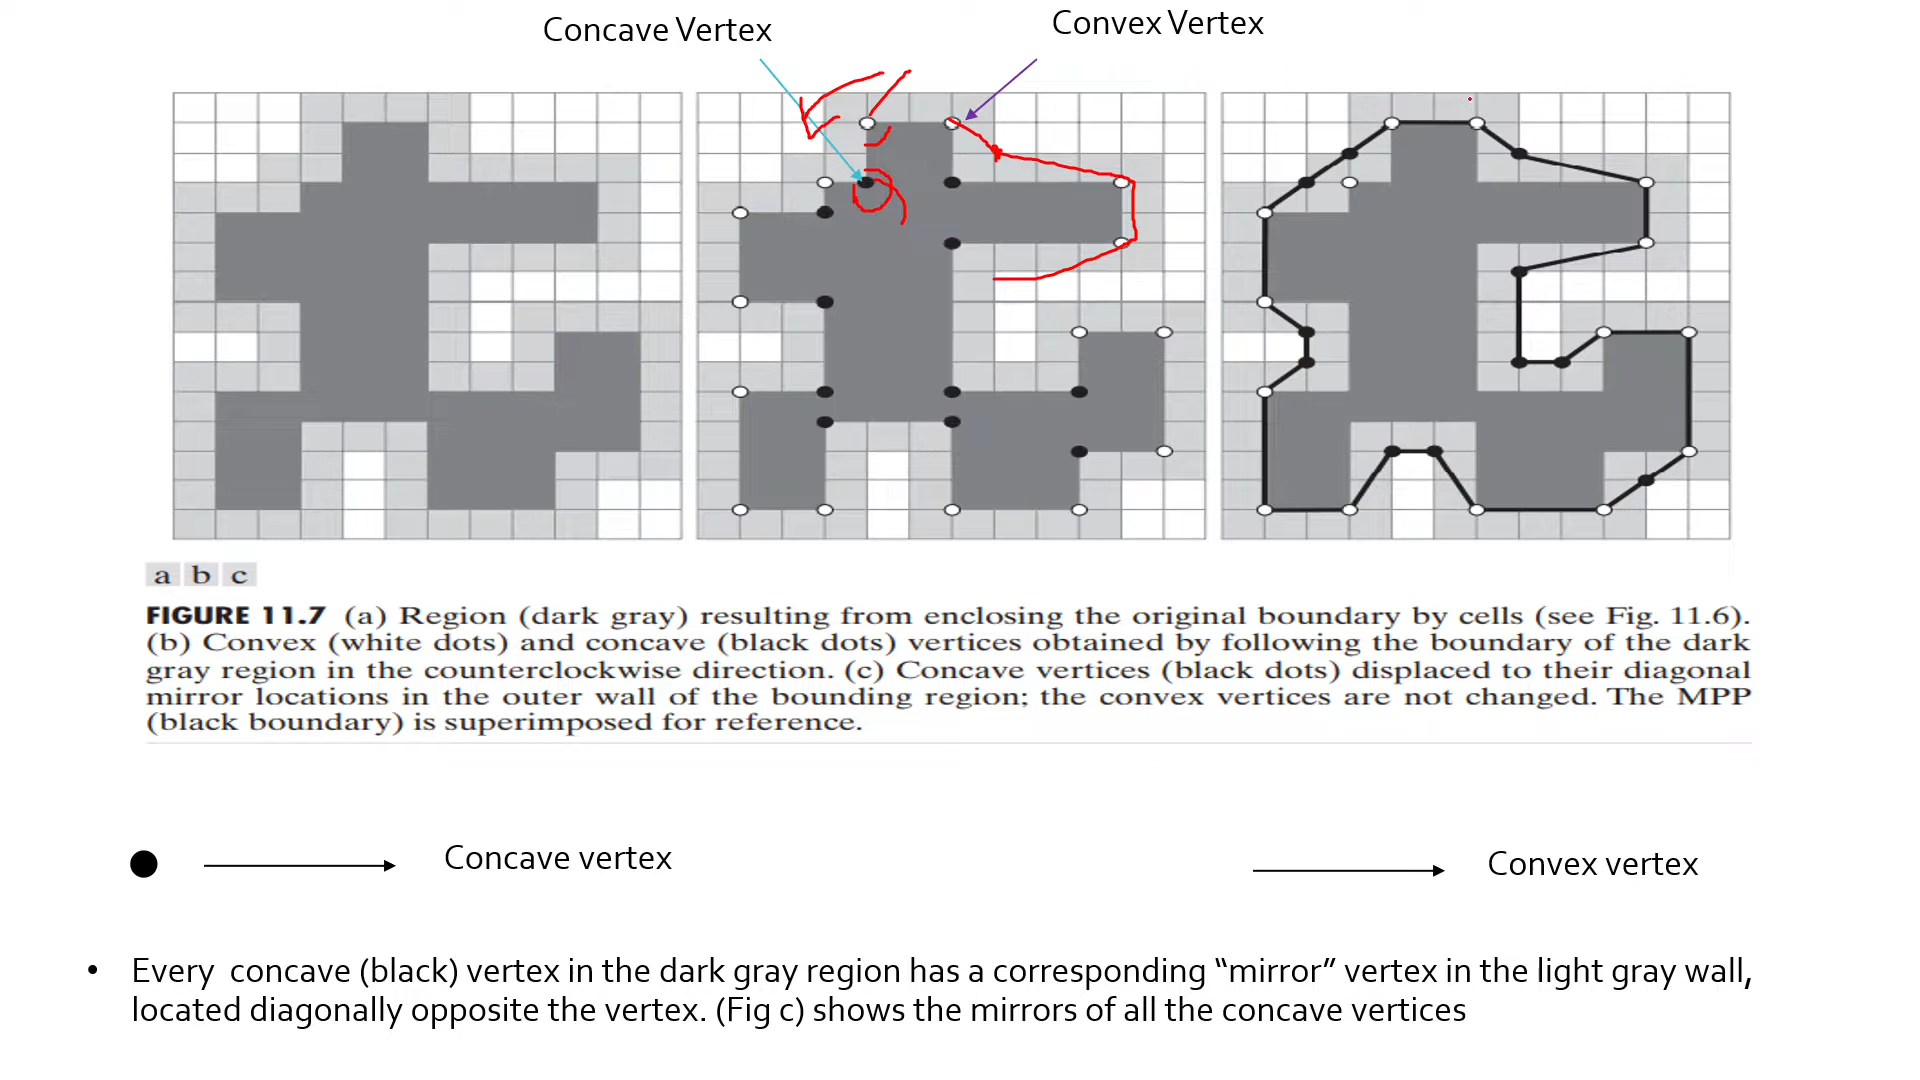 Concave Vertex
Convex Vertex
a b c
FIGURE 11.7 (a) Region (dark gray) resulting from enclosing the original boundary by cells (see Fig. 11.6).
(b) Convex (white dots) and concave (black dots) vertices obtained by following the boundary of the dark
gray region in the counterclockwise direction. (c) Concave vertices (black dots) displaced to their diagonal
mirror locations in the outer wall of the bounding region; the convex vertices are not changed. The MPP
(black boundary) is superimposed for reference.
Concave vertex
Convex vertex
• Every concave (black) vertex in the dark gray region has a corresponding “mirror” vertex in the light gray wall,
located diagonally opposite the vertex. (Fig c) shows the mirrors of all the concave vertices